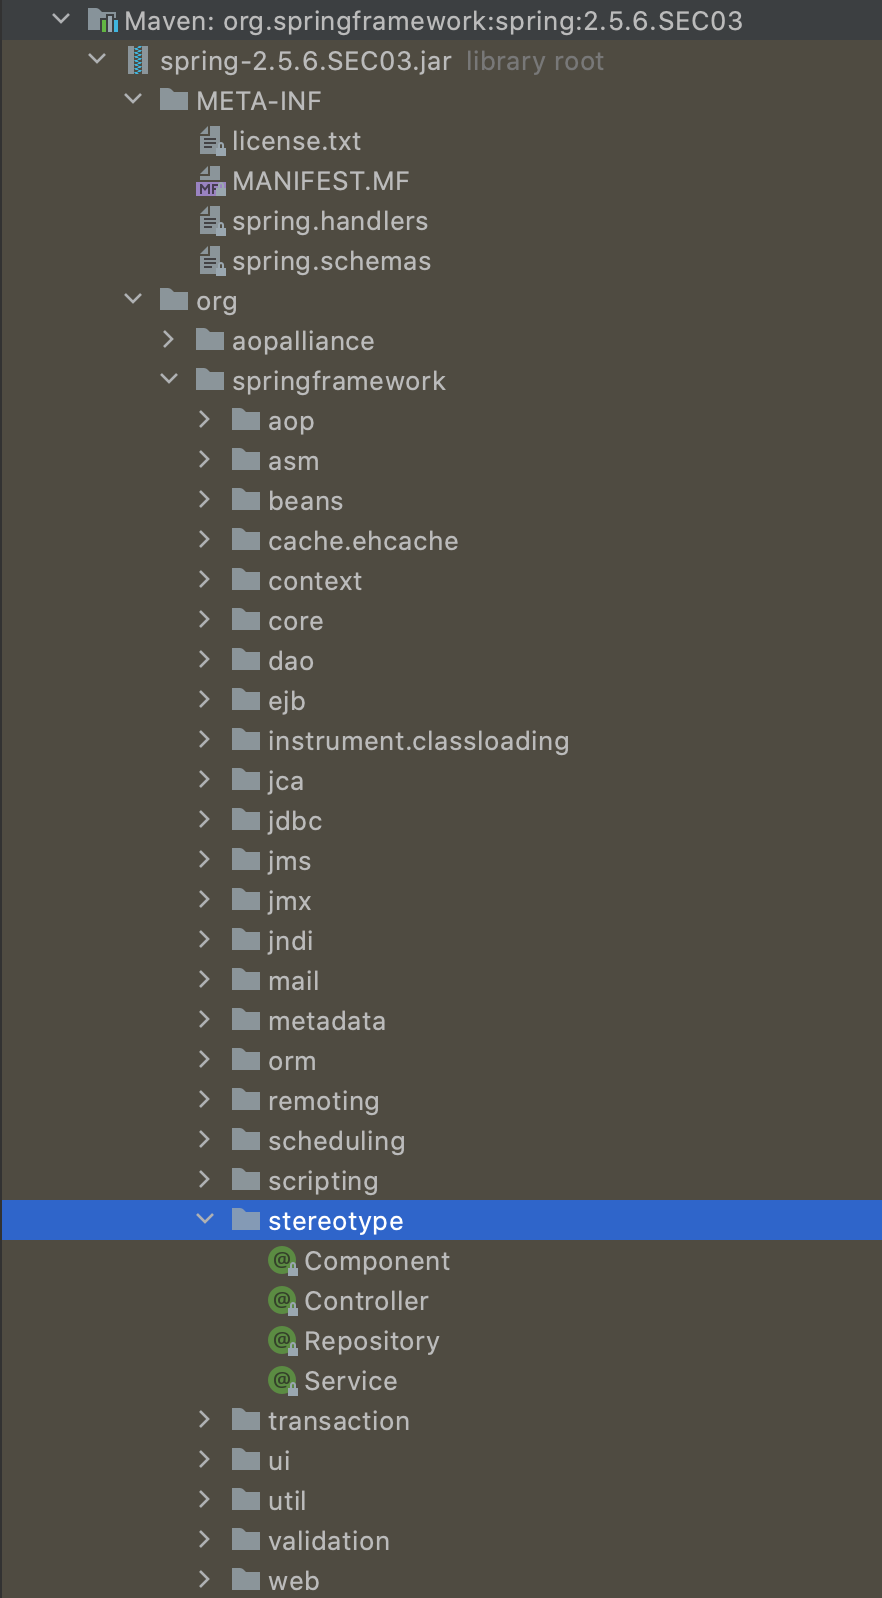 Maven: org.springframework:spring:2.5.6.SEC03
spring-2.5.6.SEC03.jar library root
META-INF
license.txt
MF MANIFEST.MF
spring.handlers
spring.schemas
org
aopalliance
springframework
aop
asm
beans
cache.ehcache
context
core
dao
ejb
instrument.classloading
jca
jdbc
jms
jmx
jndi
mail
metadata
orm
remoting
scheduling
scripting
stereotype
@ Component
@ Controller
@ Repository
@ Service
transaction
ui
util
validation
web